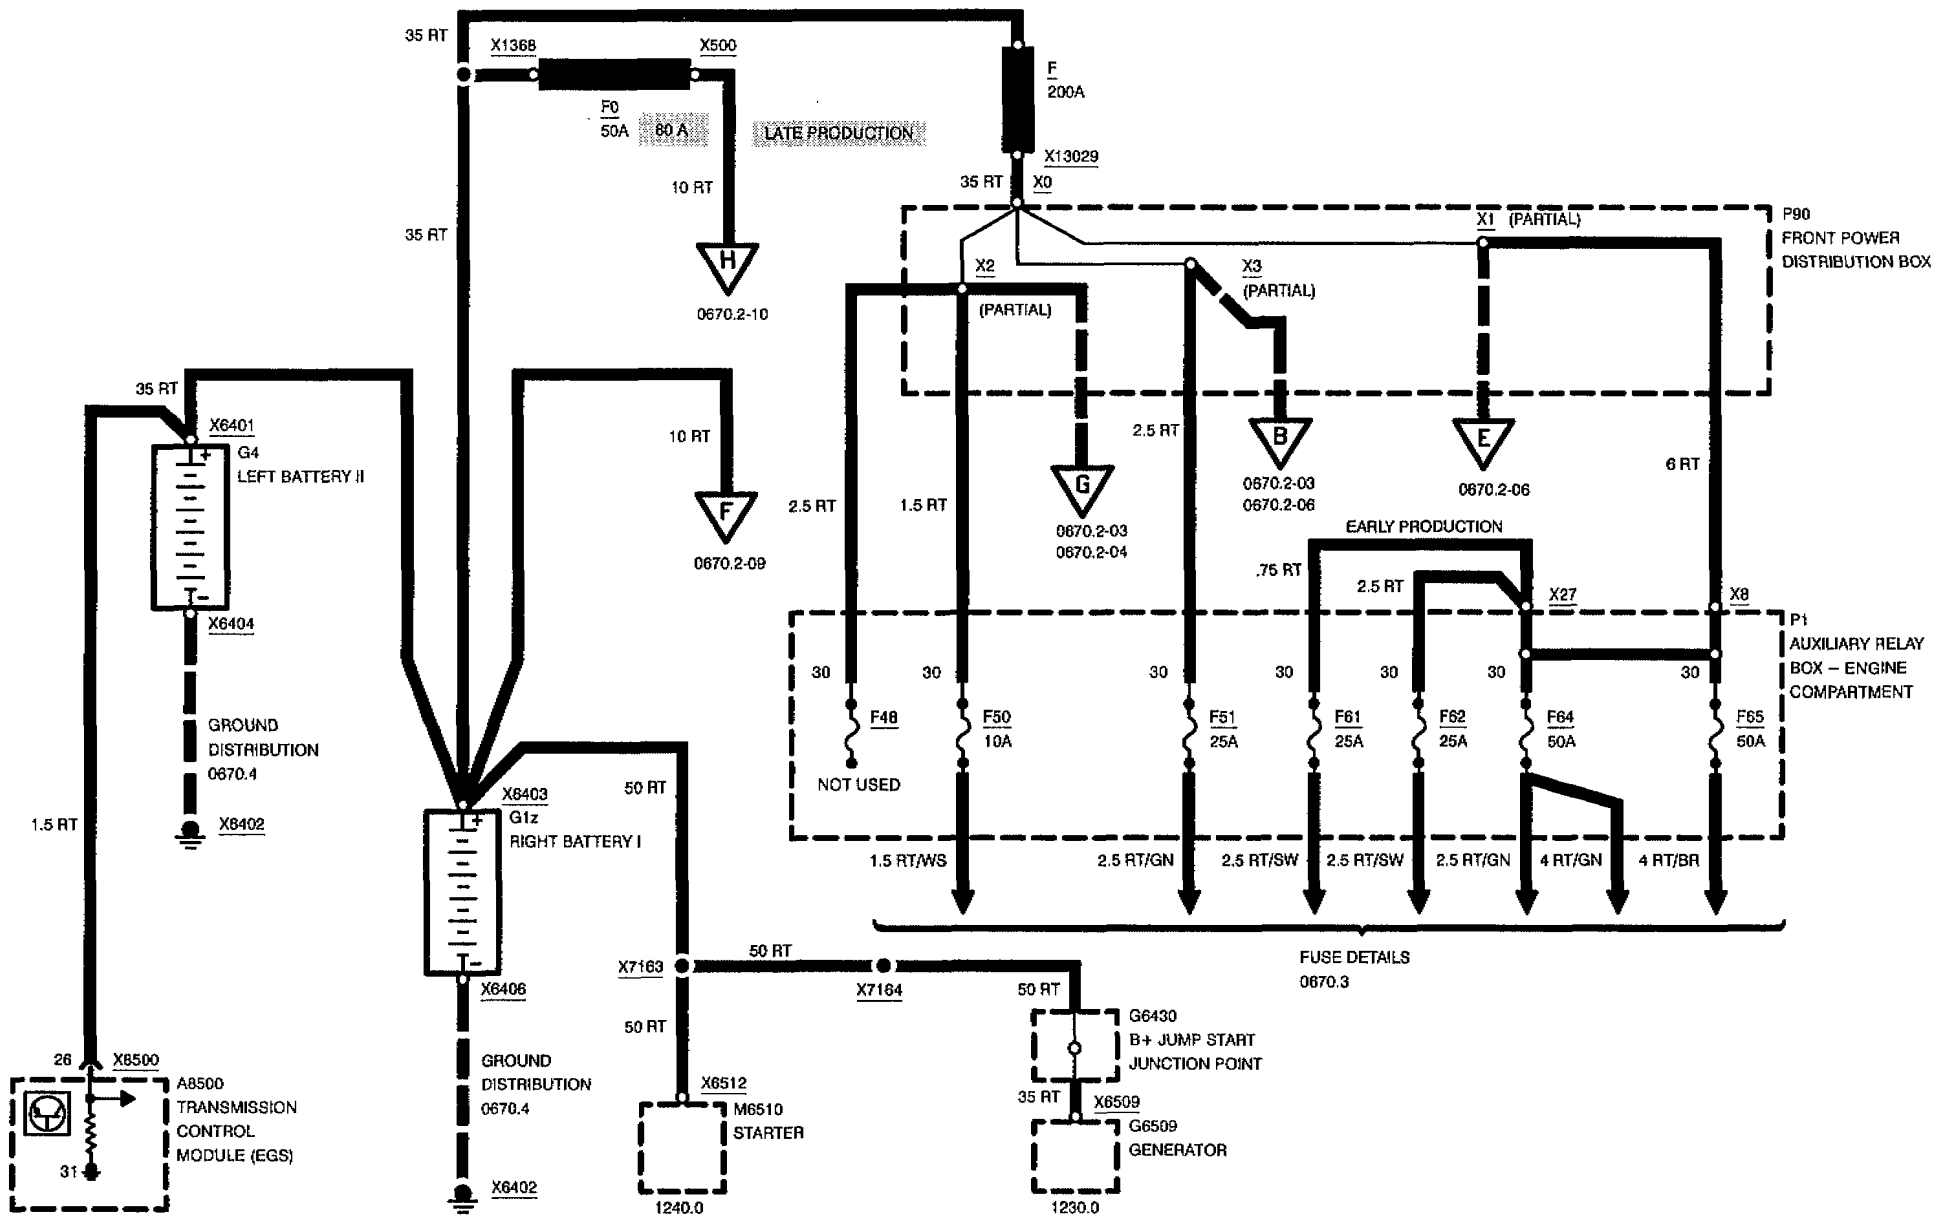 35 RT
X1368
X500
F0
50A
80 A
LATE PRODUCTION
10 RT
H
0670.2-10
35 RT
F
200A
X13029
35 RT
X0
P90
FRONT POWER
DISTRIBUTION BOX
X1 (PARTIAL)
X2
(PARTIAL)
X3
(PARTIAL)
35 RT
X6401
G4
LEFT BATTERY II
X6404
GROUND
DISTRIBUTION
0670.4
X6402
1.5 RT
10 RT
F
0670.2-09
2.5 RT
1.5 RT
G
0670.2-03
0670.2-04
2.5 RT
B
0670.2-03
0670.2-06
E
0670.2-06
6 RT
EARLY PRODUCTION
.75 RT
2.5 RT
X27
X8
P1
AUXILIARY RELAY
BOX – ENGINE
COMPARTMENT
30
30
30
30
30
30
30
F48
NOT USED
F50
10A
F51
25A
F61
25A
F62
25A
F64
50A
F65
50A
1.5 RT/WS
2.5 RT/GN
2.5 RT/SW
2.5 RT/SW
2.5 RT/GN
4 RT/GN
4 RT/BR
FUSE DETAILS
0670.3
X6403
G1z
RIGHT BATTERY I
50 RT
X6406
GROUND
DISTRIBUTION
0670.4
X6402
X7163
50 RT
X7164
50 RT
50 RT
G6430
B+ JUMP START
JUNCTION POINT
35 RT
X6509
G6509
GENERATOR
1230.0
X6512
M6510
STARTER
1240.0
26
X8500
A8500
TRANSMISSION
CONTROL
MODULE (EGS)
31